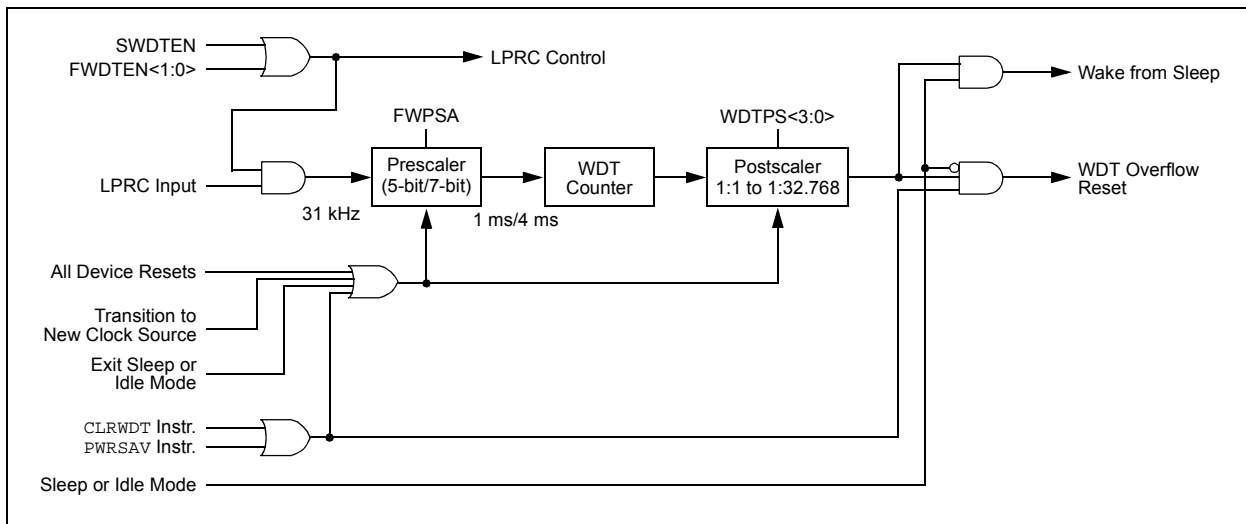 SWDTEN
FWDTEN<1:0>
LPRC Control
Wake from Sleep
FWPSA
WDTPS<3:0>
LPRC Input
Prescaler
(5-bit/7-bit)
WDT
Counter
Postscaler
1:1 to 1:32.768
WDT Overflow
Reset
31 kHz
1 ms/4 ms
All Device Resets
Transition to
New Clock Source
Exit Sleep or
Idle Mode
CLRWDT Instr.
PWRSAV Instr.
Sleep or Idle Mode